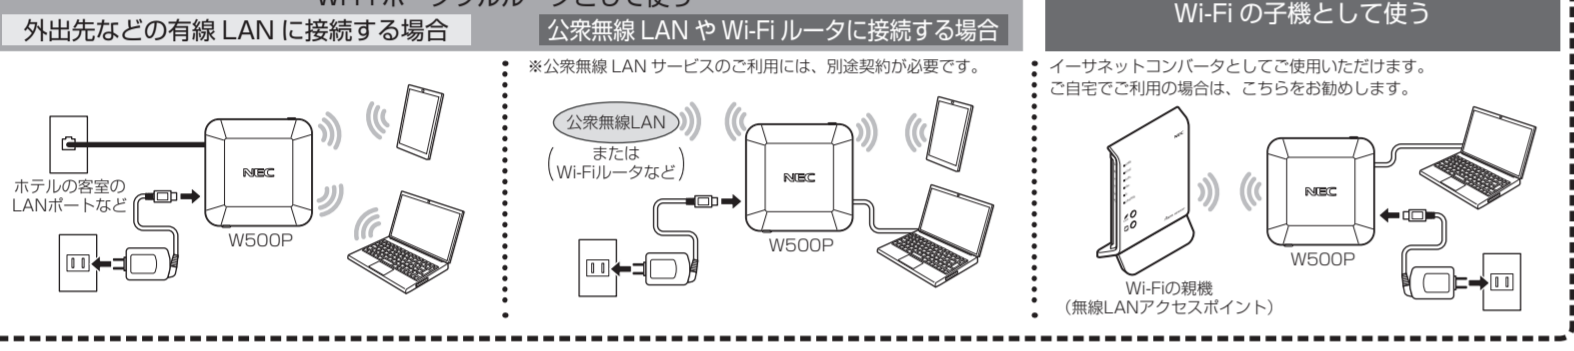 外出先などの有線 LAN に接続する場合
ホテルの客室の
LANポートなど
NEC
W500P
公衆無線 LAN や Wi-Fi ルータに接続する場合
※公衆無線 LAN サービスのご利用には、別途契約が必要です。
公衆無線LAN
(または
Wi-Fiルータなど)
NEC
W500P
Wi-Fi の子機として使う
イーサネットコンバータとしてご使用いただけます。
ご自宅でご利用の場合は、こちらをお勧めします。
NEC
W500P
Wi-Fiの親機
(無線LANアクセスポイント)